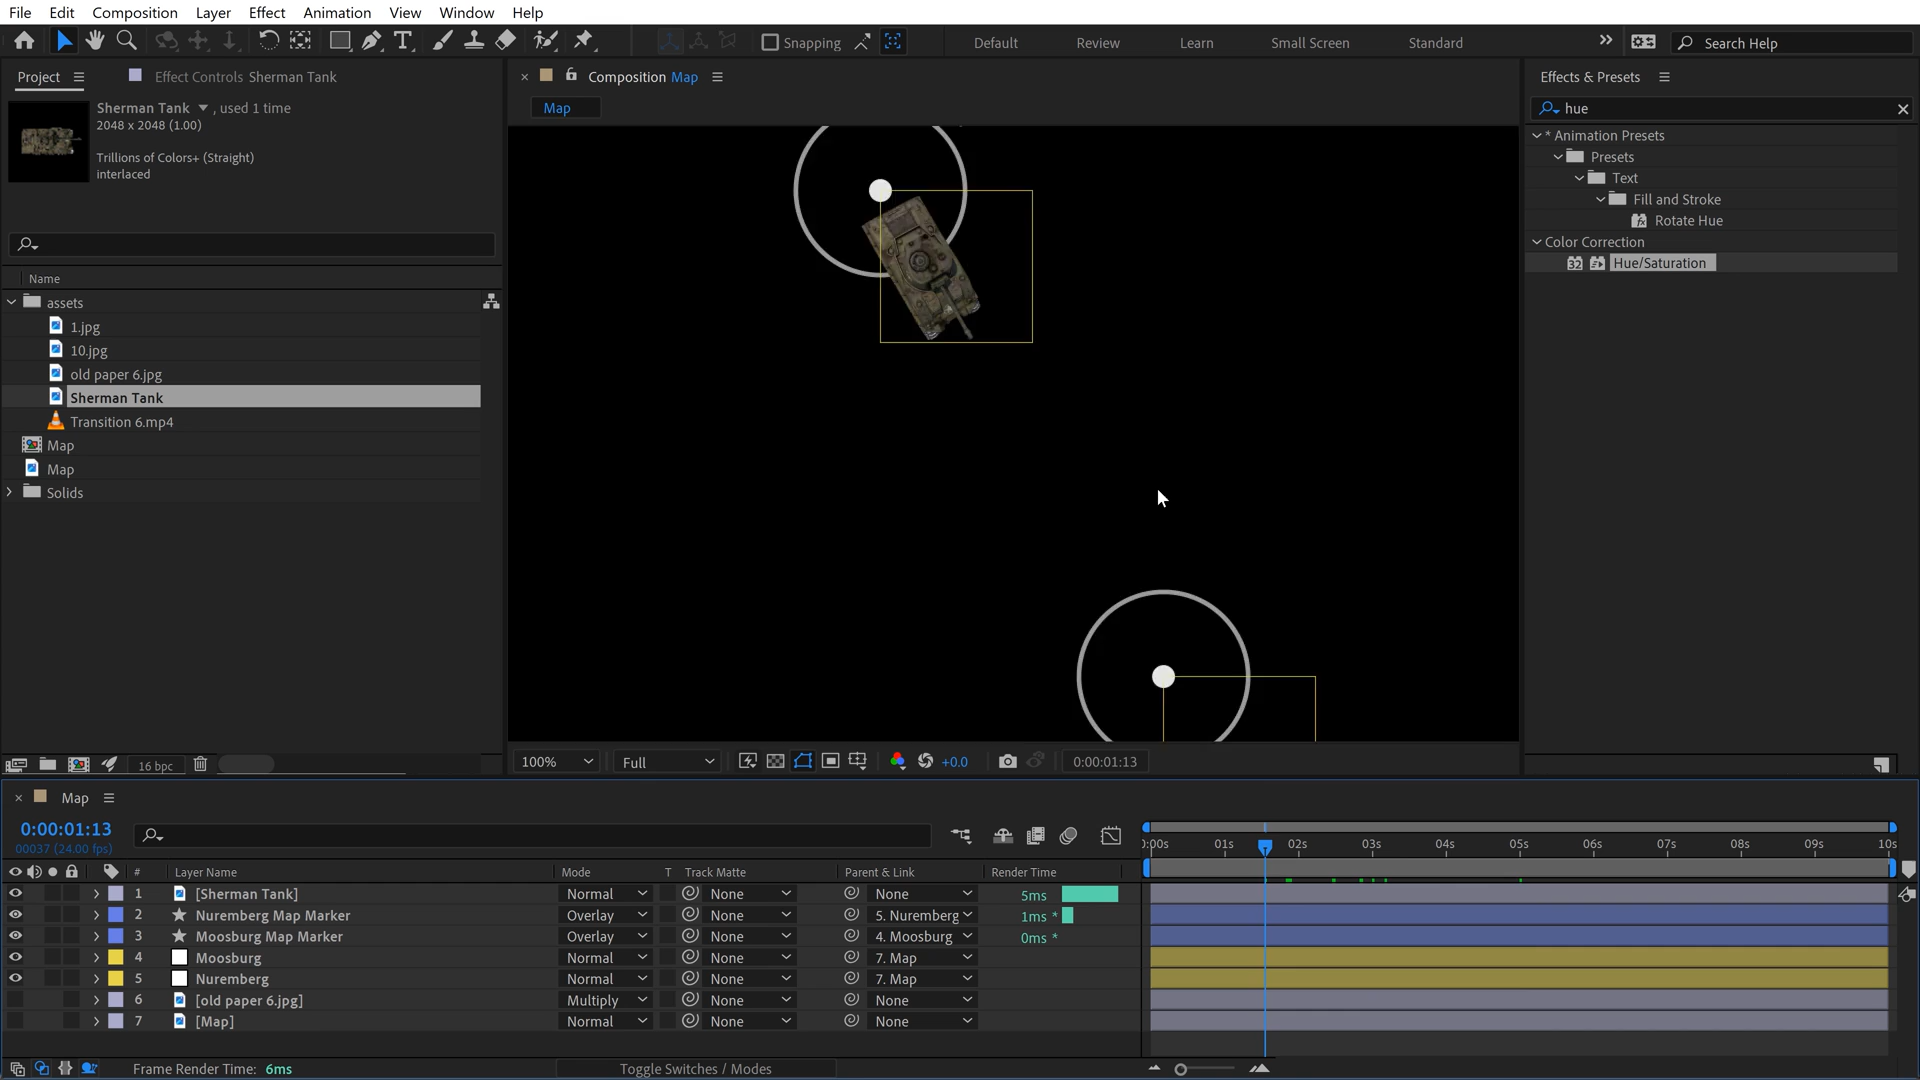 File Edit Composition Layer Effect Animation View Window Help
Snapping Default Review Learn Small Screen Standard Search Help
Project Effect Controls Sherman Tank
Sherman Tank , used 1 time
2048 x 2048 (1.00)
Trillions of Colors+ (Straight)
interlaced
Name
assets
1.jpg
10.jpg
old paper 6.jpg
Sherman Tank
Transition 6.mp4
Map
Map
Solids
16 bpc
Composition Map
Map
100% Full +0.0 0:00:01:13
Effects & Presets
hue
* Animation Presets
Presets
Text
Fill and Stroke
Rotate Hue
Color Correction
32 Hue/Saturation
Map
0:00:01:13
00037 (24.00 fps)
0:00s 01s 02s 03s 04s 05s 06s 07s 08s 09s 10s
# Layer Name Mode T Track Matte Parent & Link Render Time
1 [Sherman Tank] Normal None None 5ms
2 Nuremberg Map Marker Overlay None 5. Nuremberg 1ms *
3 Moosburg Map Marker Overlay None 4. Moosburg 0ms *
4 Moosburg Normal None 7. Map
5 Nuremberg Normal None 7. Map
6 [old paper 6.jpg] Multiply None None
7 [Map] Normal None None
Frame Render Time: 6ms Toggle Switches / Modes